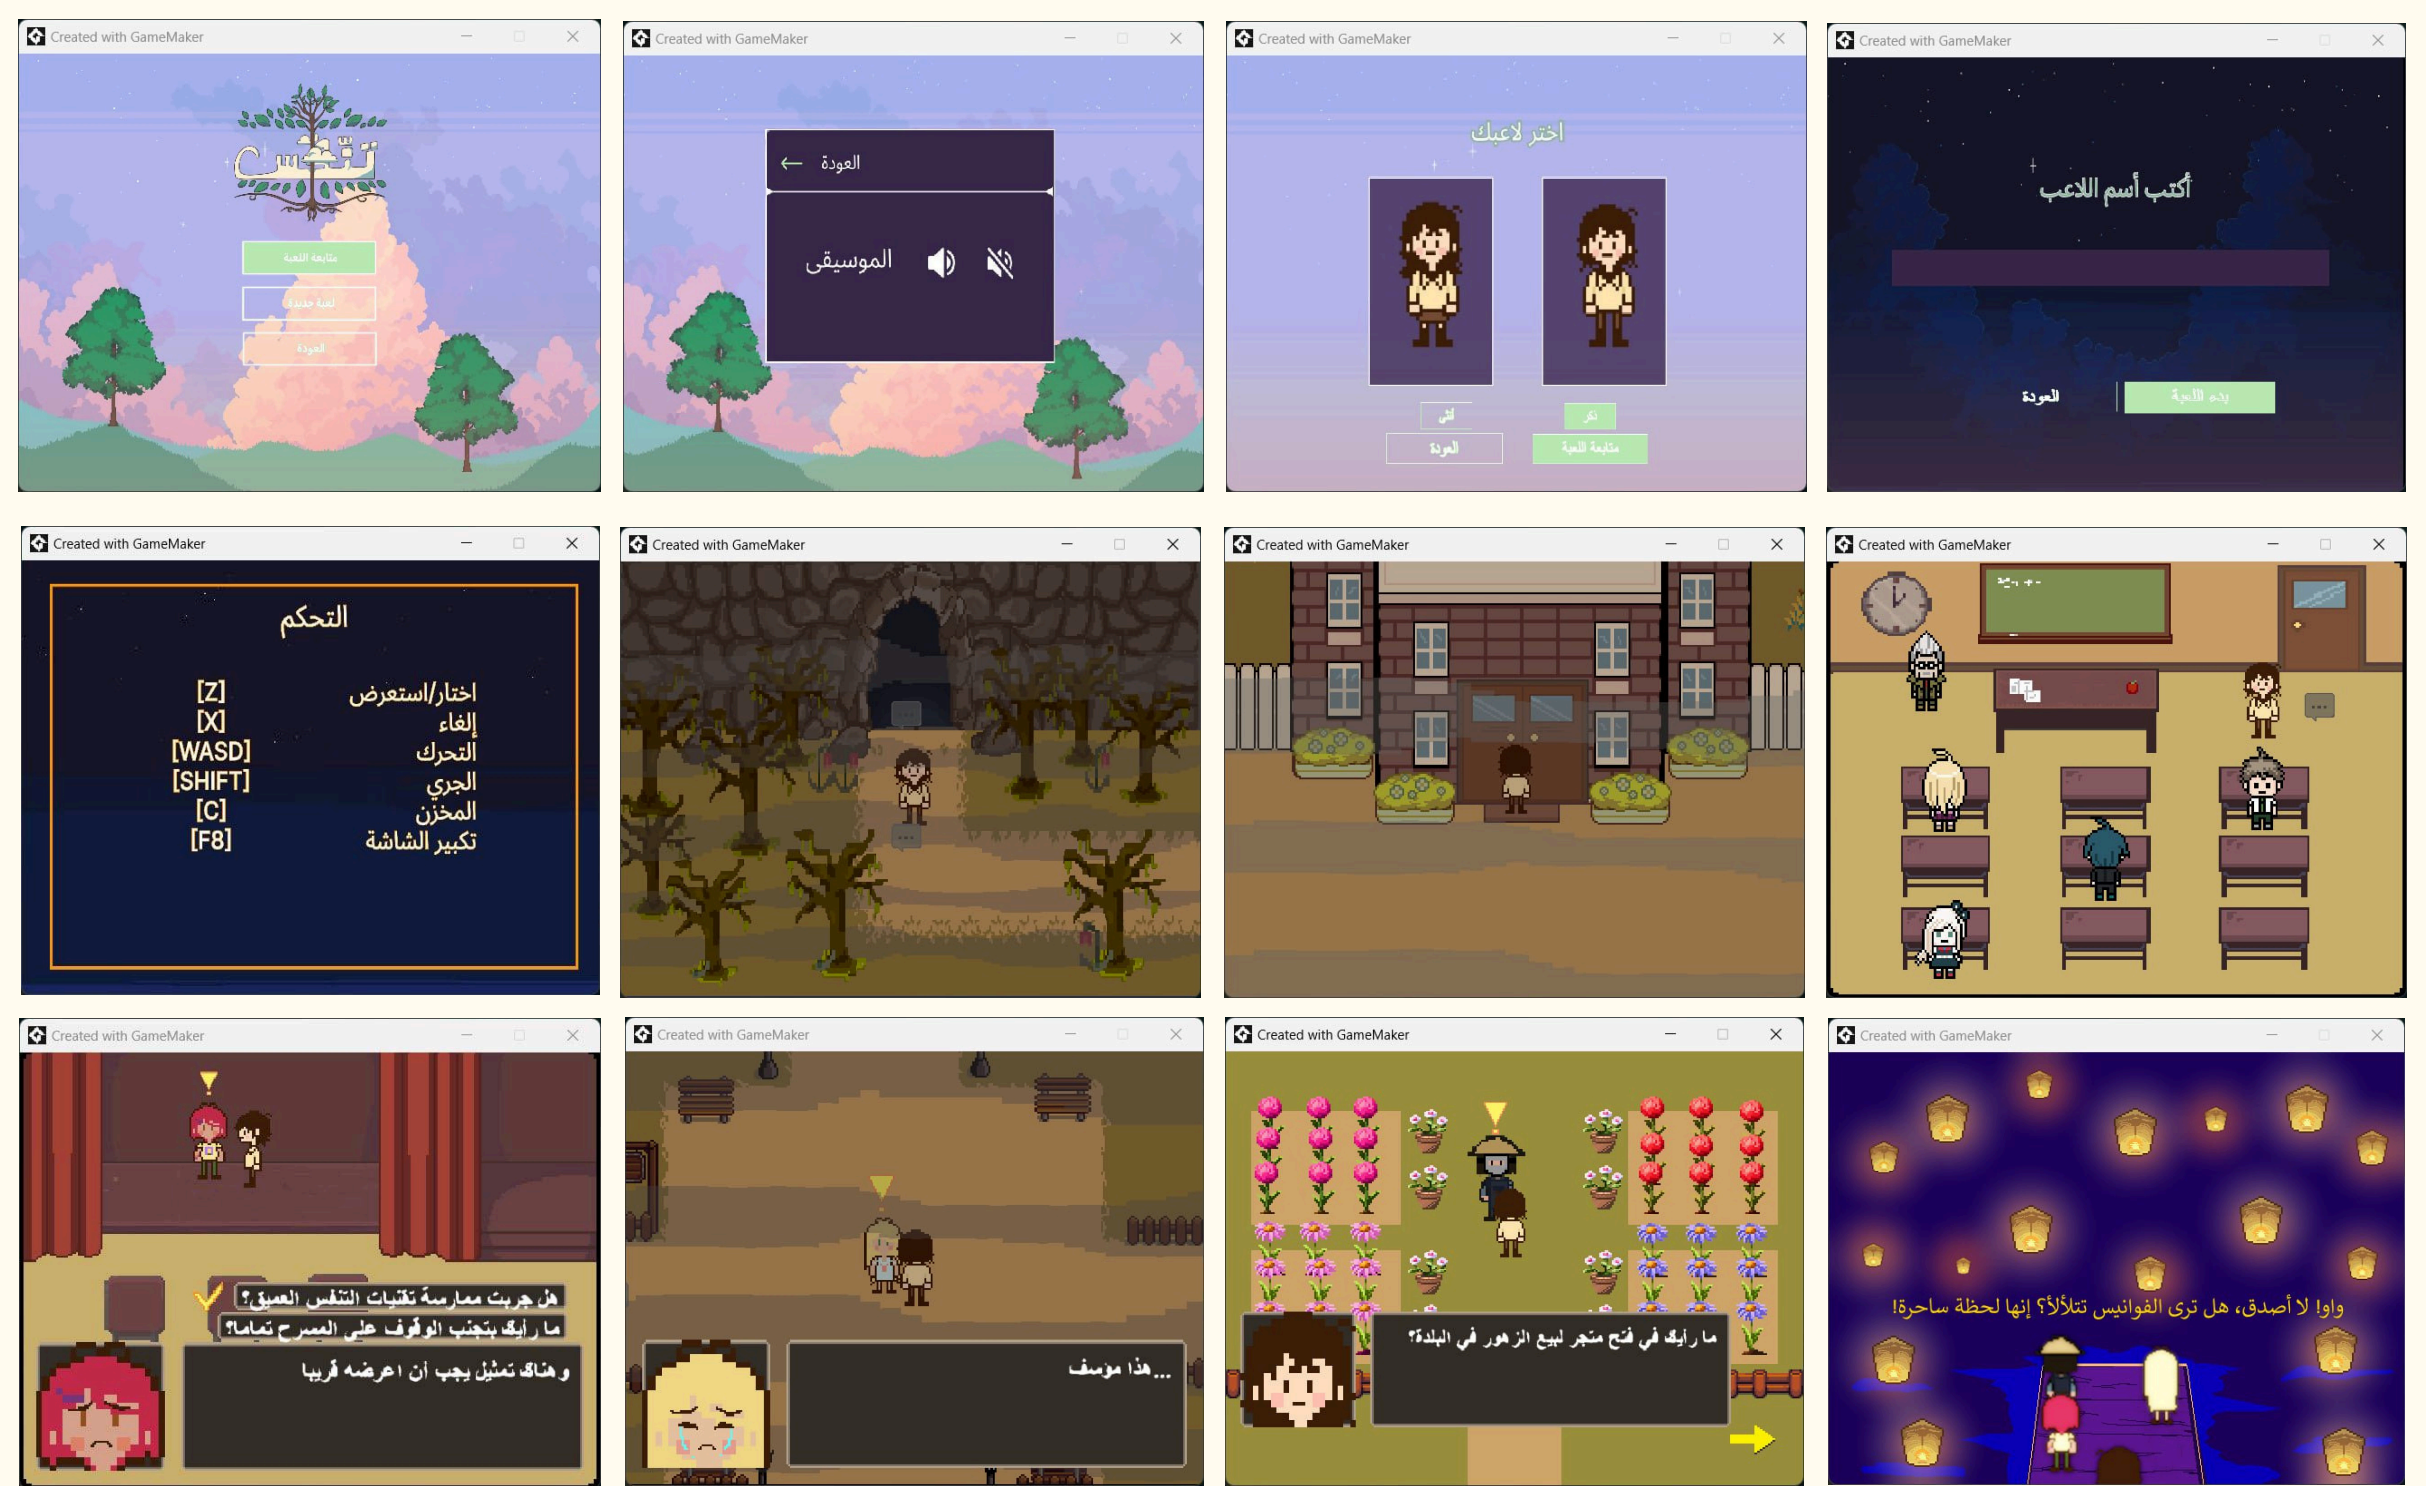 Created with GameMaker
تنفس
متابعة اللعبة
لعبة جديدة
العودة
Created with GameMaker
العودة
الموسيقى
Created with GameMaker
اختر لاعبك
أنثى
ذكر
العودة
متابعة اللعبة
Created with GameMaker
أكتب أسم اللاعب
العودة
بدء اللعبة
Created with GameMaker
التحكم
اختار/استعرض [Z]
إلغاء [X]
التحرك [WASD]
الجري [SHIFT]
المخزن [C]
تكبير الشاشة [F8]
Created with GameMaker
Created with GameMaker
Created with GameMaker
Created with GameMaker
هل جربت ممارسة تقنيات التنفس العميق؟
ما رأيك بتجنب الوقوف على المسرح تماما؟
وهناك تمثيل يجب أن اعرضه قريبا
Created with GameMaker
...هذا مؤسف
Created with GameMaker
ما رأيك في فتح متجر لبيع الزهور في البلدة؟
Created with GameMaker
واو! لا أصدق، هل ترى الفوانيس تتلألأ؟ إنها لحظة ساحرة!